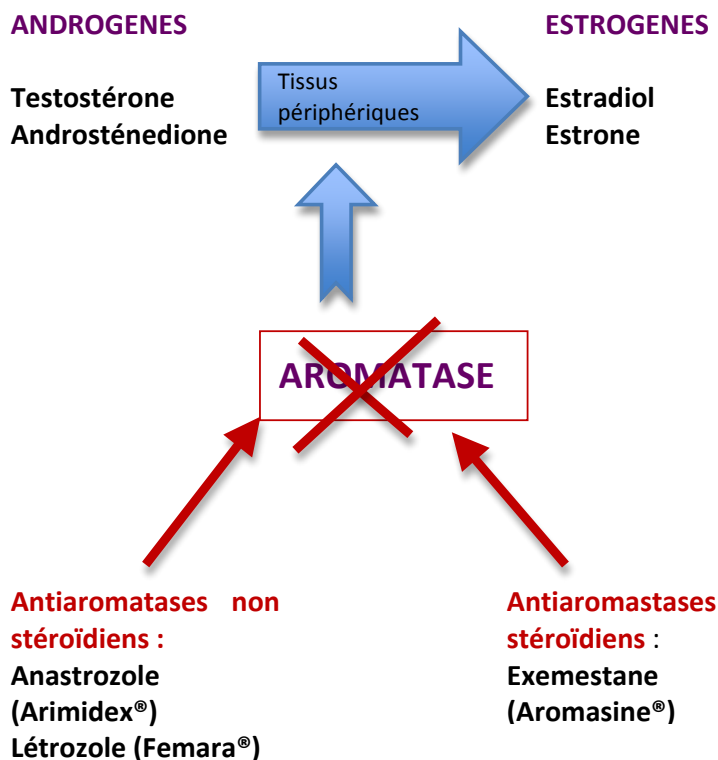 ANDROGENES
ESTROGENES
Testostérone
Androsténedione
Tissus
périphériques
Estradiol
Estrone
AROMATASE
Antiaromatases non
stéroïdiens :
Anastrozole
(Arimidex®)
Létrozole (Femara®)
Antiaromastases
stéroïdiens :
Exemestane
(Aromasine®)